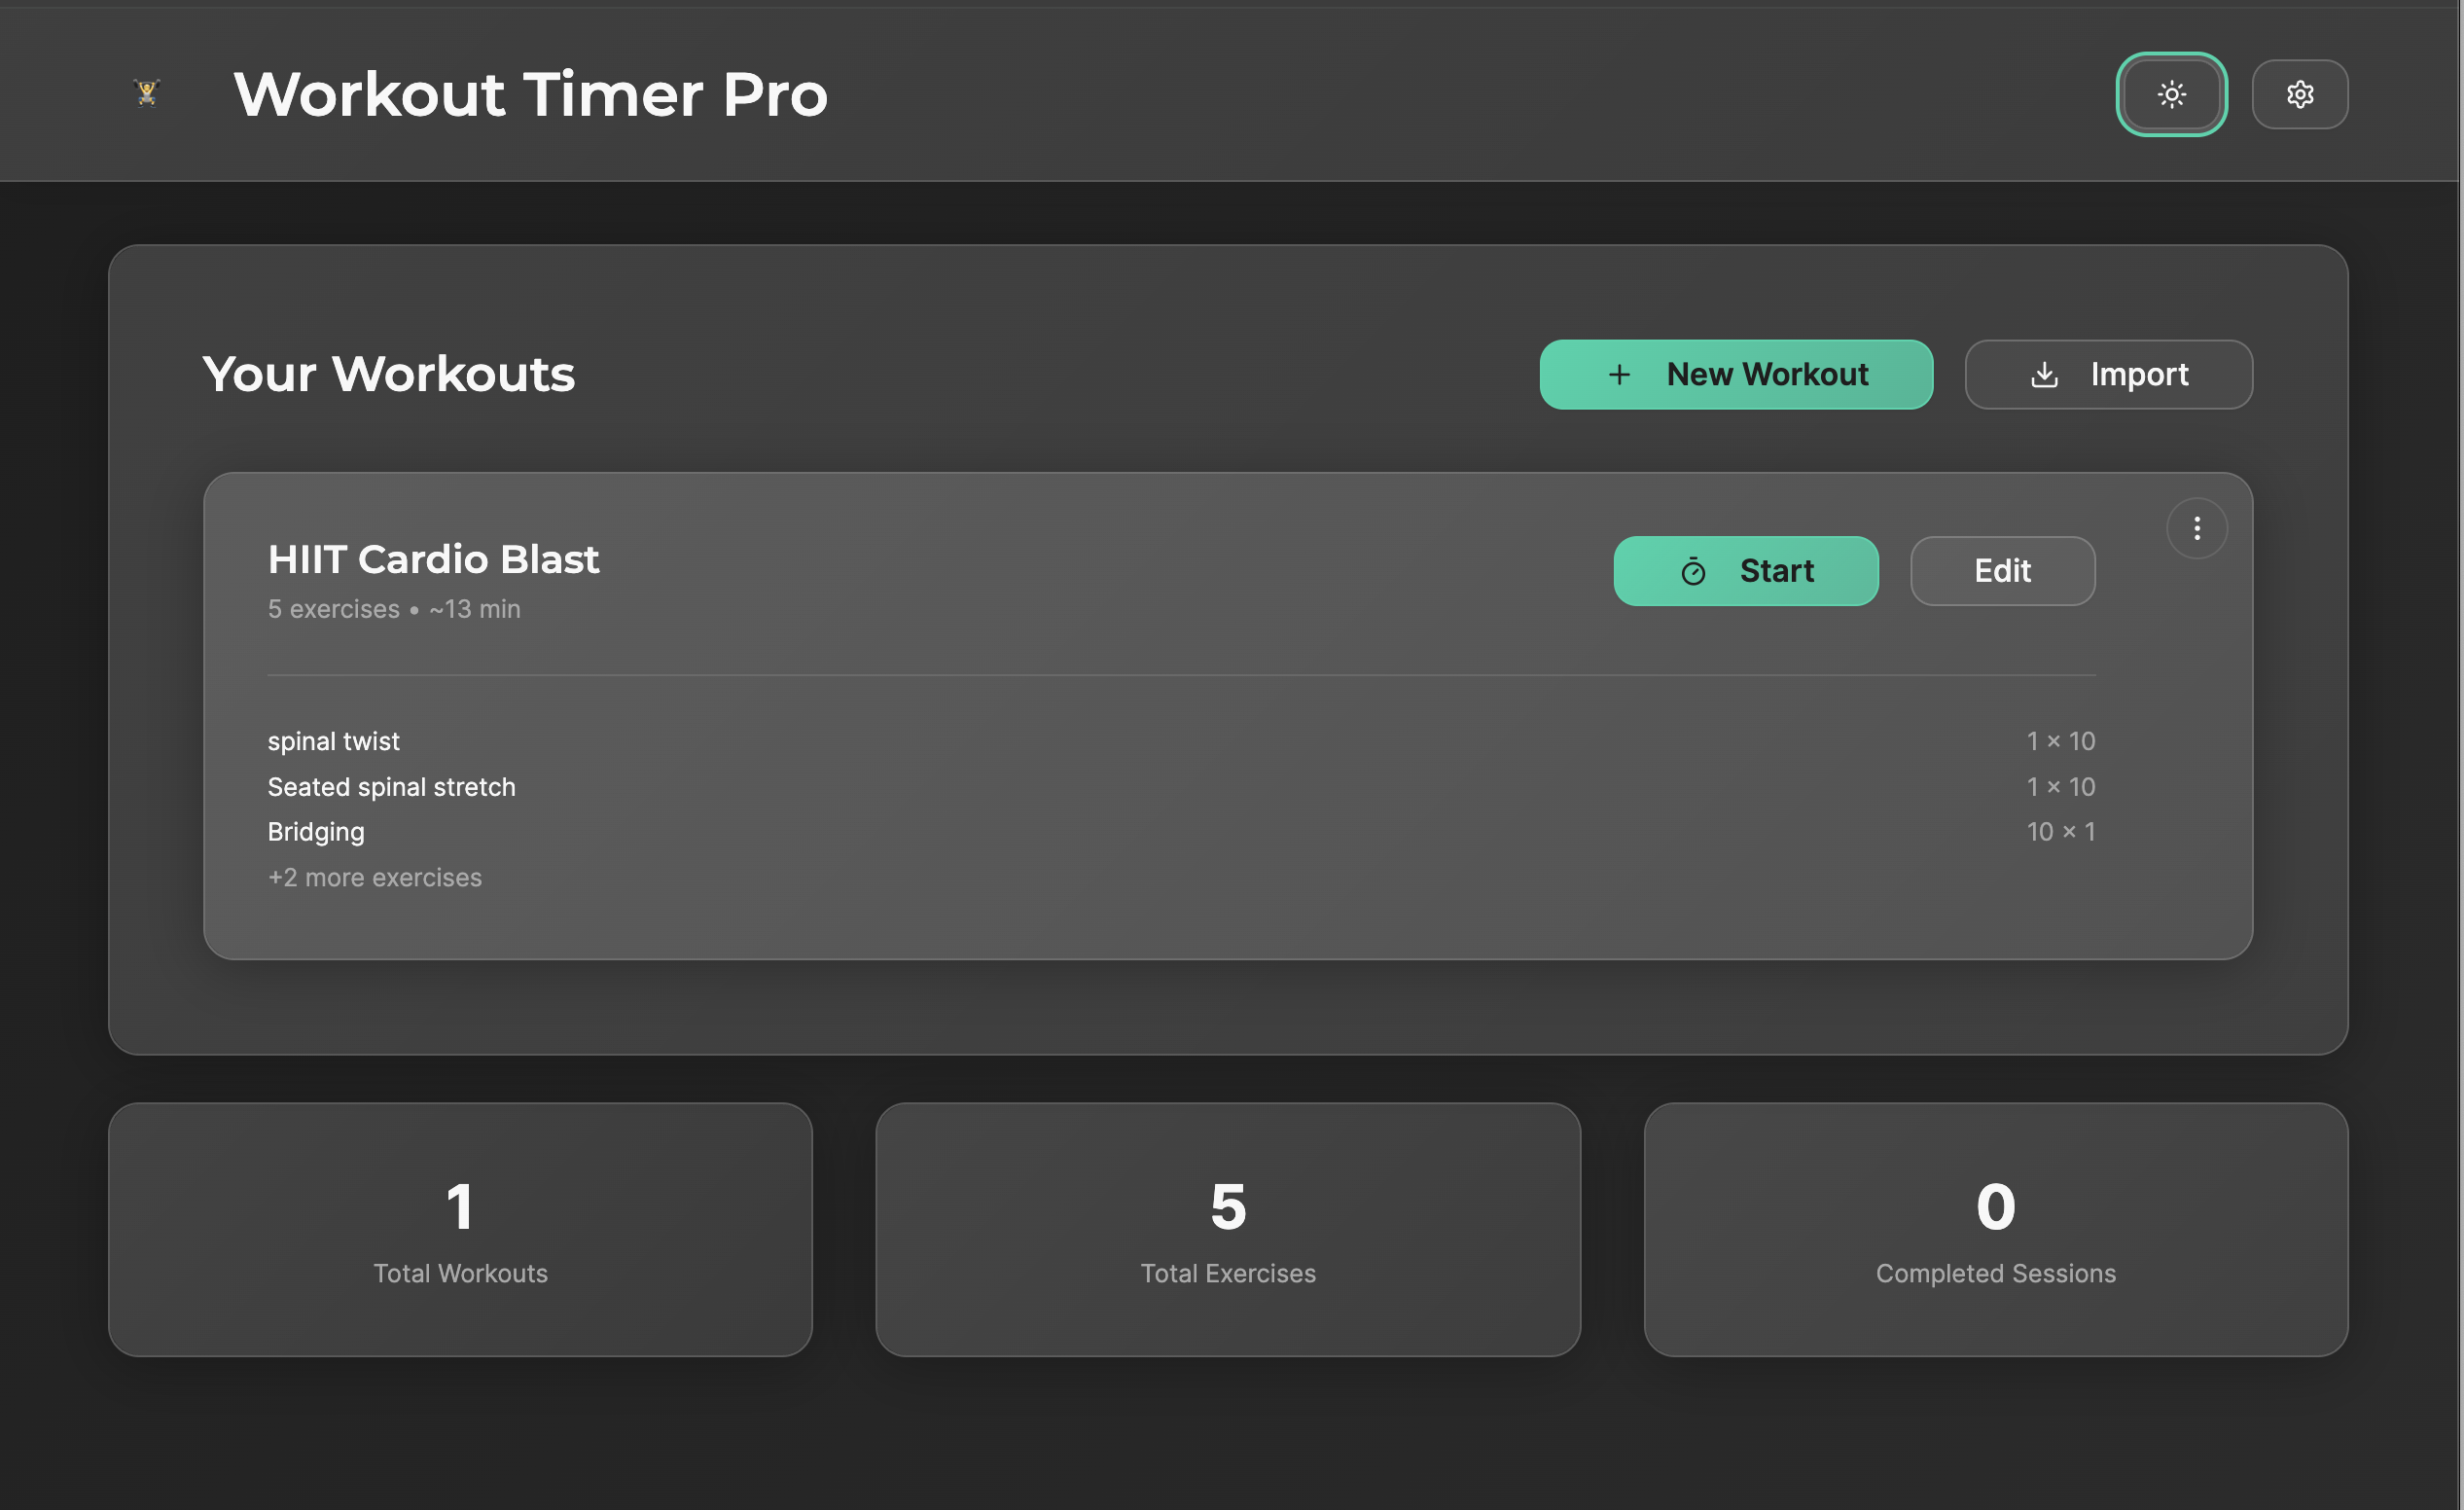 Workout Timer Pro
Your Workouts
New Workout
Import
HIIT Cardio Blast
Start
Edit
5 exercises • ~13 min
spinal twist
1 × 10
Seated spinal stretch
1 × 10
Bridging
10 × 1
+2 more exercises
1
Total Workouts
5
Total Exercises
0
Completed Sessions